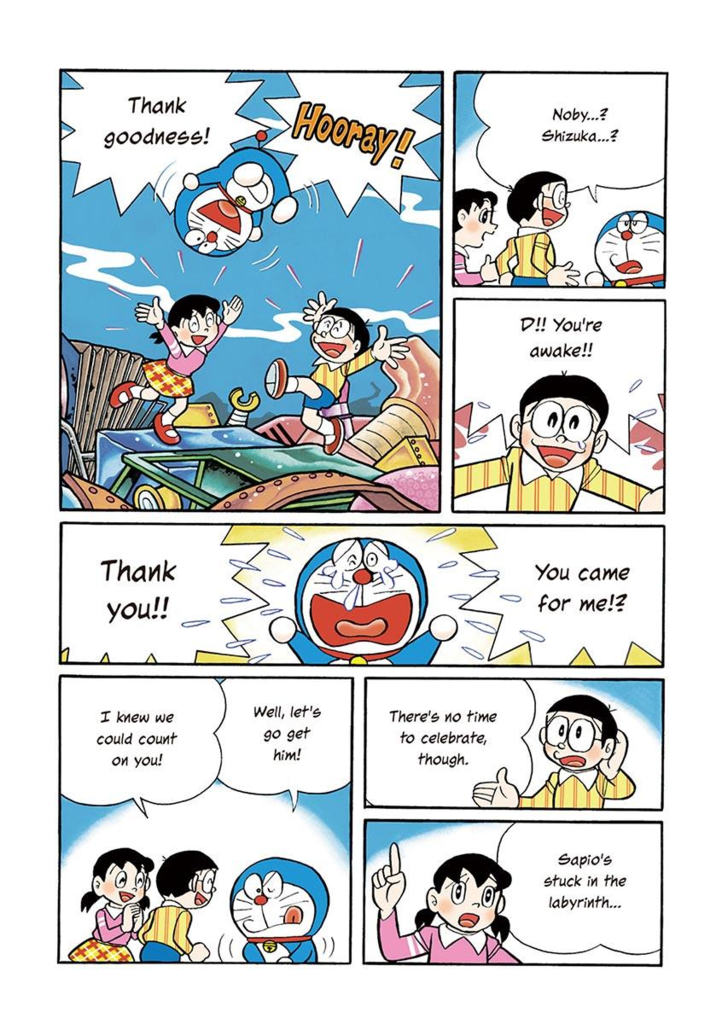 Thank
goodness!
Hooray!
Noby...?
Shizuka...?
D!! You're
awake!!
Thank
you!!
You came
for me!?
I knew we
could count
on you!
Well, let's
go get
him!
There's no time
to celebrate,
though.
Sapio's
stuck in the
labyrinth...